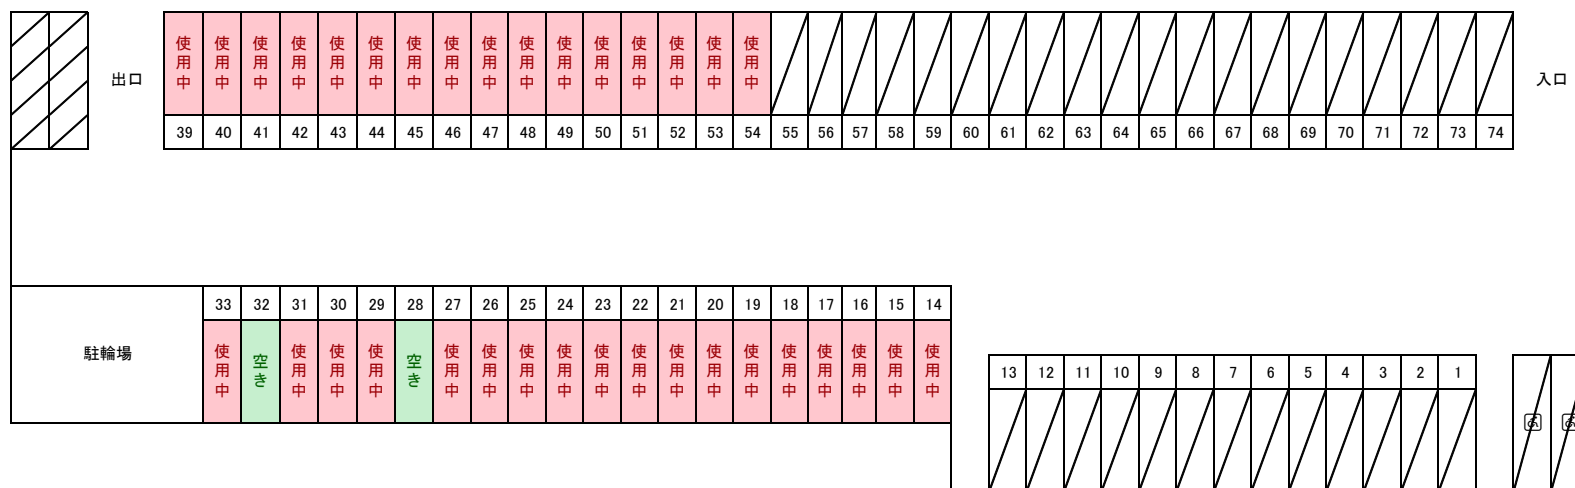 出口
使用中 使用中 使用中 使用中 使用中 使用中 使用中 使用中 使用中 使用中 使用中 使用中 使用中 使用中 使用中 使用中
入口
39 40 41 42 43 44 45 46 47 48 49 50 51 52 53 54 55 56 57 58 59 60 61 62 63 64 65 66 67 68 69 70 71 72 73 74
33 32 31 30 29 28 27 26 25 24 23 22 21 20 19 18 17 16 15 14
駐輪場
使用中 空き 使用中 使用中 使用中 空き 使用中 使用中 使用中 使用中 使用中 使用中 使用中 使用中 使用中 使用中 使用中 使用中 使用中 使用中
13 12 11 10 9 8 7 6 5 4 3 2 1